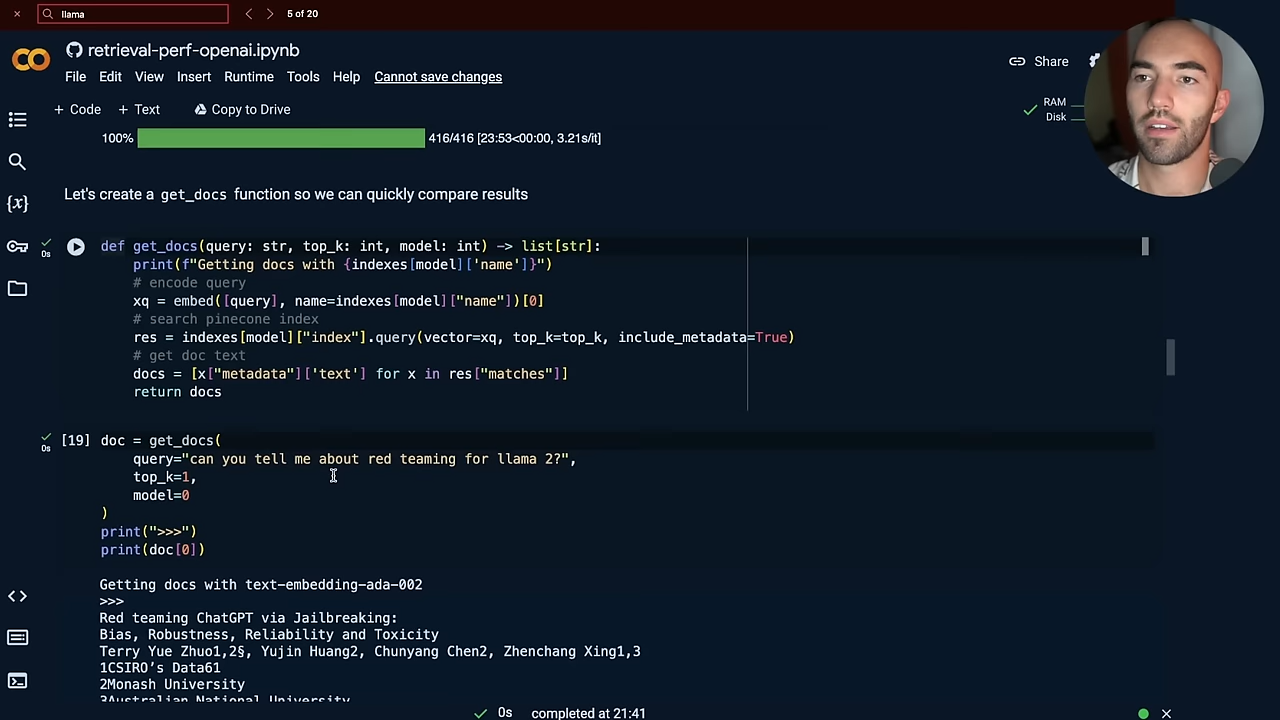 llama
5 of 20
retrieval-perf-openai.ipynb
File Edit View Insert Runtime Tools Help Cannot save changes
Share
+ Code + Text Copy to Drive
RAM
Disk
100% 416/416 [23:53<00:00, 3.21s/it]
Let's create a get_docs function so we can quickly compare results
0s
def get_docs(query: str, top_k: int, model: int) -> list[str]:
print(f"Getting docs with {indexes[model]['name']}")
# encode query
xq = embed([query], name=indexes[model]["name"])[0]
# search pinecone index
res = indexes[model]["index"].query(vector=xq, top_k=top_k, include_metadata=True)
# get doc text
docs = [x["metadata"]['text'] for x in res["matches"]]
return docs
0s
[19] doc = get_docs(
query="can you tell me about red teaming for llama 2?",
top_k=1,
model=0
)
print(">>>")
print(doc[0])
Getting docs with text-embedding-ada-002
>>>
Red teaming ChatGPT via Jailbreaking:
Bias, Robustness, Reliability and Toxicity
Terry Yue Zhuo1,2§, Yujin Huang2, Chunyang Chen2, Zhenchang Xing1,3
1CSIRO’s Data61
2Monash University
3Australian National University
0s completed at 21:41